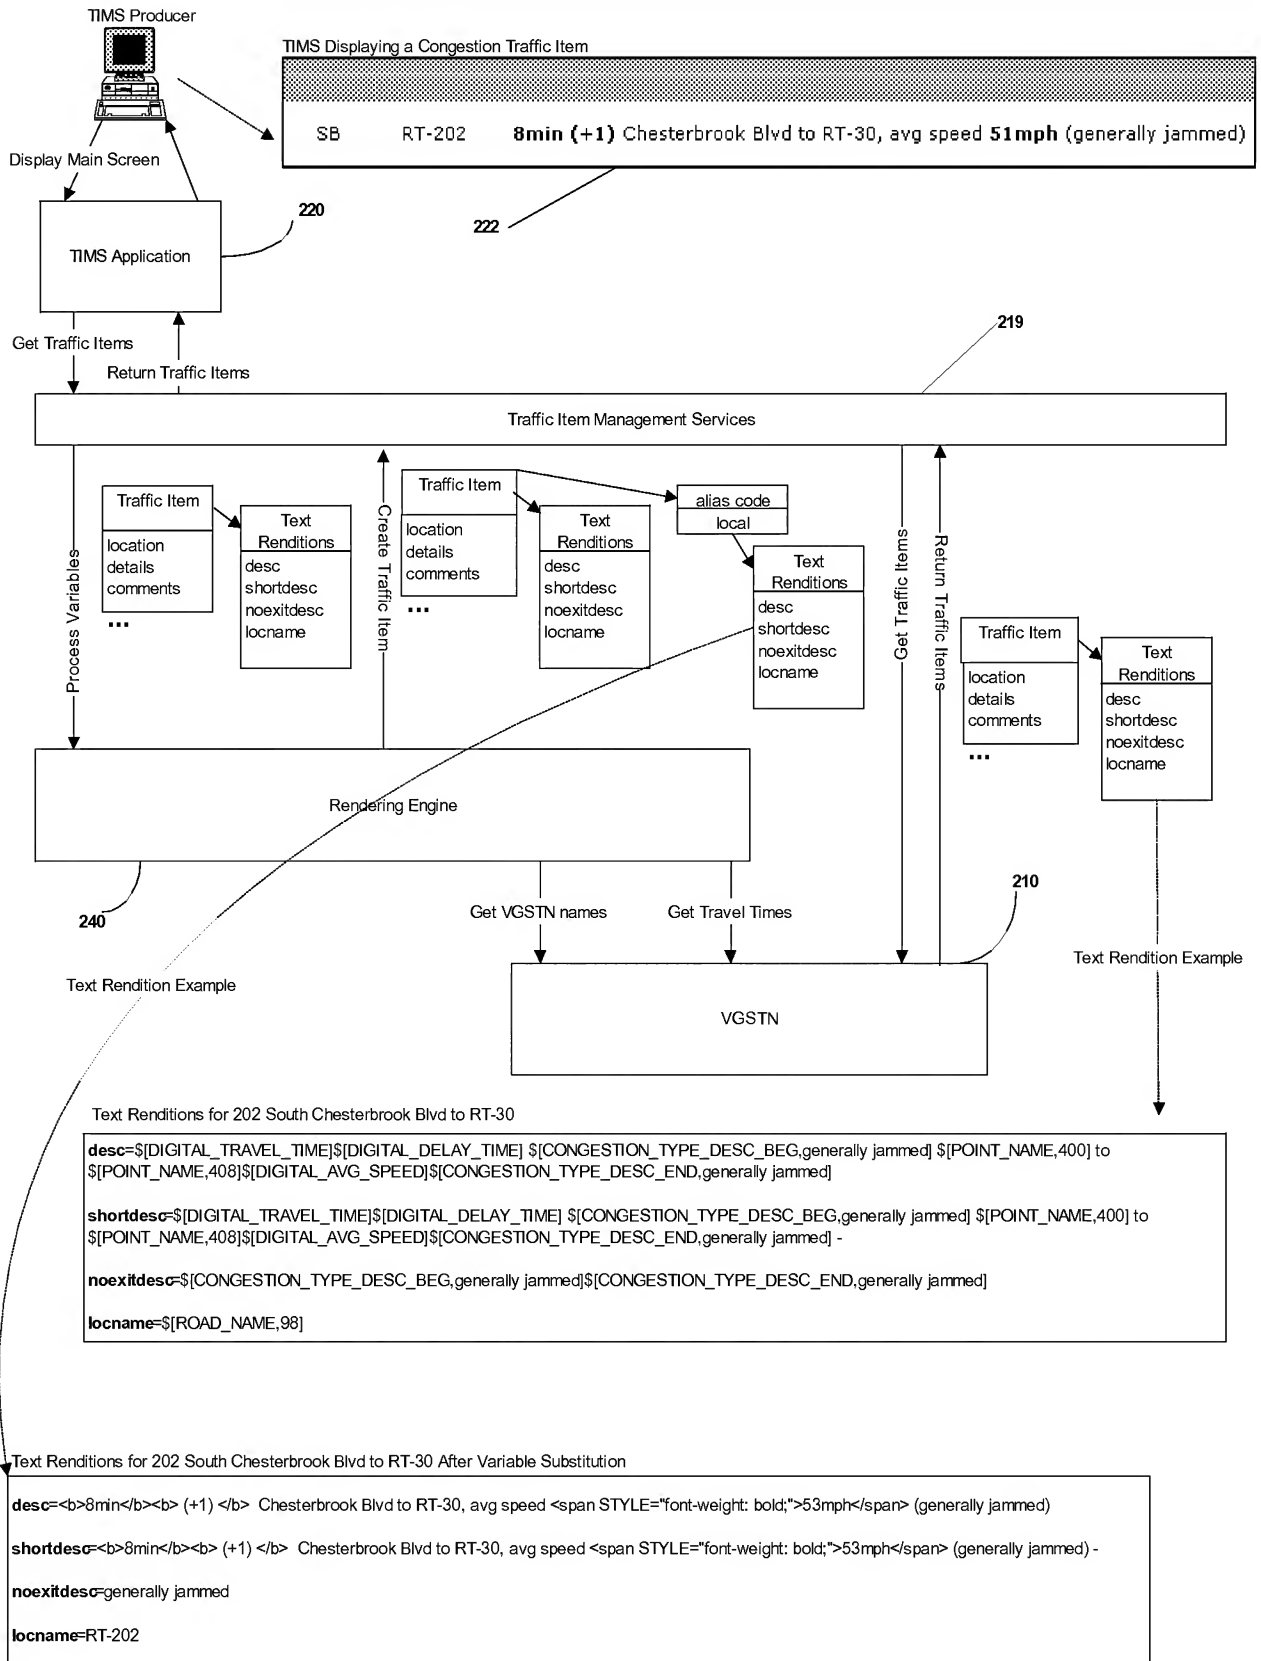 TIMS Producer
TIMS Displaying a Congestion Traffic Item
SB RT-202 8min (+1) Chesterbrook Blvd to RT-30, avg speed 51mph (generally jammed)
Display Main Screen
220
222
TIMS Application
Get Traffic Items
Return Traffic Items
219
Traffic Item Management Services
Process Variables
Traffic Item
location
details
comments
...
Text
Renditions
desc
shortdesc
noexitdesc
locname
Create Traffic Item
Traffic Item
location
details
comments
...
Text
Renditions
desc
shortdesc
noexitdesc
locname
alias code
local
Text
Renditions
desc
shortdesc
noexitdesc
locname
Get Traffic Items
Return Traffic Items
Traffic Item
location
details
comments
...
Text
Renditions
desc
shortdesc
noexitdesc
locname
Rendering Engine
240
Get VGSTN names
Get Travel Times
210
Text Rendition Example
Text Rendition Example
VGSTN
Text Renditions for 202 South Chesterbrook Blvd to RT-30
desc=$[DIGITAL_TRAVEL_TIME]$[DIGITAL_DELAY_TIME] $[CONGESTION_TYPE_DESC_BEG,generally jammed] $[POINT_NAME,400] to
$[POINT_NAME,408]$[DIGITAL_AVG_SPEED]$[CONGESTION_TYPE_DESC_END,generally jammed]
shortdesc=$[DIGITAL_TRAVEL_TIME]$[DIGITAL_DELAY_TIME] $[CONGESTION_TYPE_DESC_BEG,generally jammed] $[POINT_NAME,400] to
$[POINT_NAME,408]$[DIGITAL_AVG_SPEED]$[CONGESTION_TYPE_DESC_END,generally jammed] -
noexitdesc=$[CONGESTION_TYPE_DESC_BEG,generally jammed]$[CONGESTION_TYPE_DESC_END,generally jammed]
locname=$[ROAD_NAME,98]
Text Renditions for 202 South Chesterbrook Blvd to RT-30 After Variable Substitution
desc=<b>8min</b><b> (+1) </b>  Chesterbrook Blvd to RT-30, avg speed <span STYLE="font-weight: bold;">53mph</span> (generally jammed)
shortdesc=<b>8min</b><b> (+1) </b>  Chesterbrook Blvd to RT-30, avg speed <span STYLE="font-weight: bold;">53mph</span> (generally jammed) -
noexitdesc=generally jammed
locname=RT-202